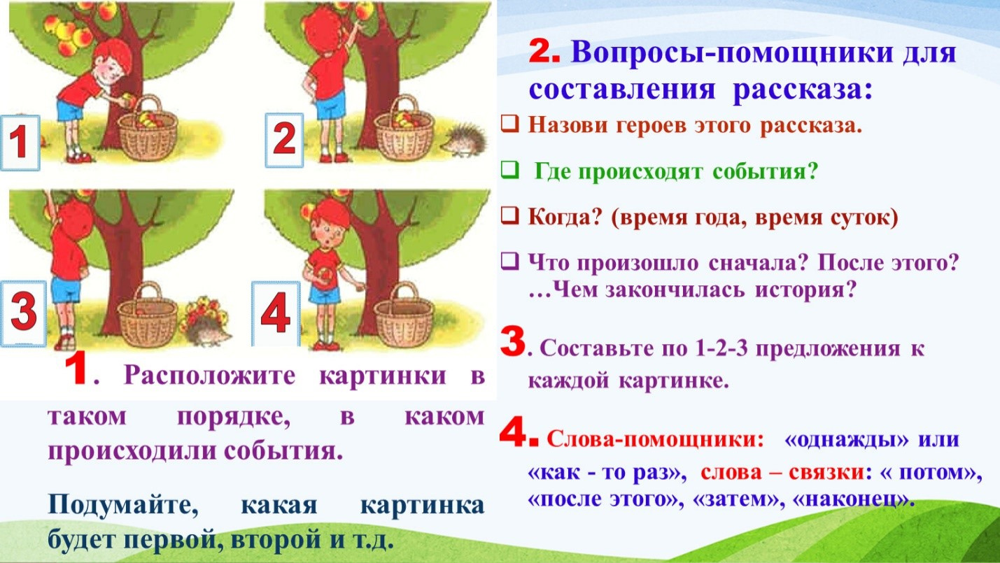 1
2
3
4
1. Расположите картинки в
таком порядке, в каком
происходили события.
Подумайте, какая картинка
будет первой, второй и т.д.
2. Вопросы-помощники для
составления рассказа:
Назови героев этого рассказа.
Где происходят события?
Когда? (время года, время суток)
Что произошло сначала? После этого?
…Чем закончилась история?
3. Составьте по 1-2-3 предложения к
каждой картинке.
4. Слова-помощники: «однажды» или
«как - то раз», слова – связки: « потом»,
«после этого», «затем», «наконец».